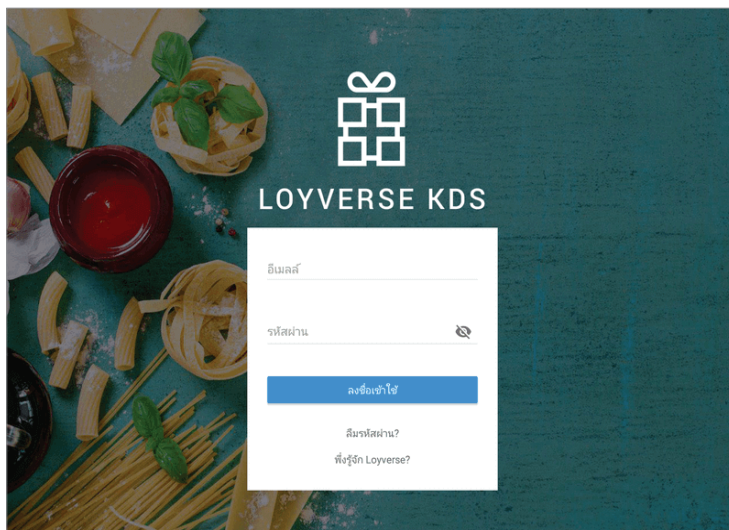 LOYVERSE KDS
อีเมลล์
รหัสผ่าน
ลงชื่อเข้าใช้
ลืมรหัสผ่าน?
พึ่งรู้จัก Loyverse?